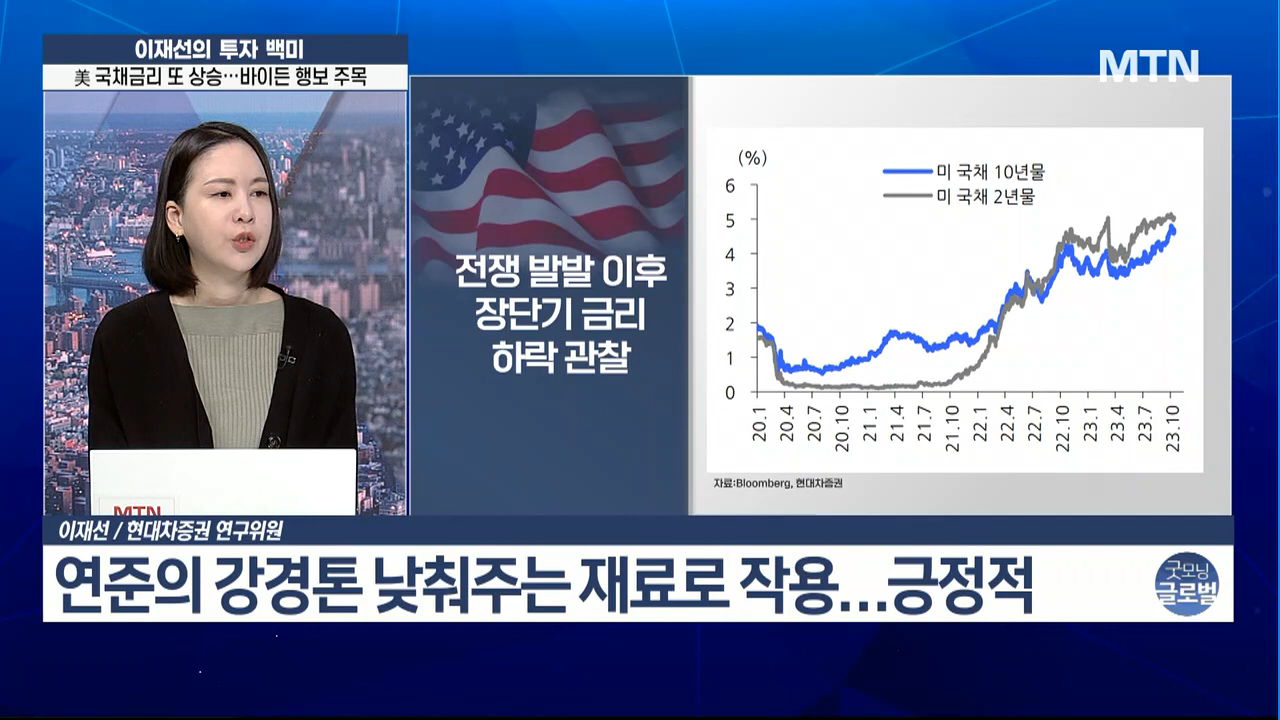 이재선의 투자 백미
美 국채금리 또 상승…바이든 행보 주목
MTN
전쟁 발발 이후
장단기 금리
하락 관찰
(%)
미 국채 10년물
미 국채 2년물
6
5
4
3
2
1
0
20.1 20.4 20.7 20.10 21.1 21.4 21.7 21.10 22.1 22.4 22.7 22.10 23.1 23.4 23.7 23.10
자료:Bloomberg, 현대차증권
MTN
이재선 / 현대차증권 연구위원
연준의 강경톤 낮춰주는 재료로 작용...긍정적
굿모닝
글로벌